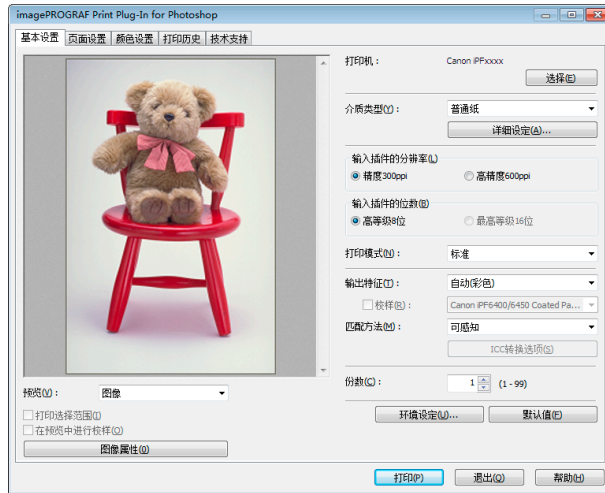 imagePROGRAF Print Plug-In for Photoshop
基本设置 页面设置 颜色设置 打印历史 技术支持
打印机： Canon iPFxxxx
选择(E)
介质类型(Y)： 普通纸
详细设定(A)...
输入插件的分辨率(L)
精度300ppi 高精度600ppi
输入插件的位数(B)
高等级8位 最高等级16位
打印模式(N)： 标准
输出特征(T)： 自动(彩色)
校样(R)： Canon iPF6400/6450 Coated Pa...
匹配方法(M)： 可感知
ICC转换选项(S)
份数(C)： 1 (1 - 99)
预览(V)： 图像
打印选择范围(I)
在预览中进行校样(O)
图像属性(0)
环境设定(U)... 默认值(F)
打印(P) 退出(Q) 帮助(H)